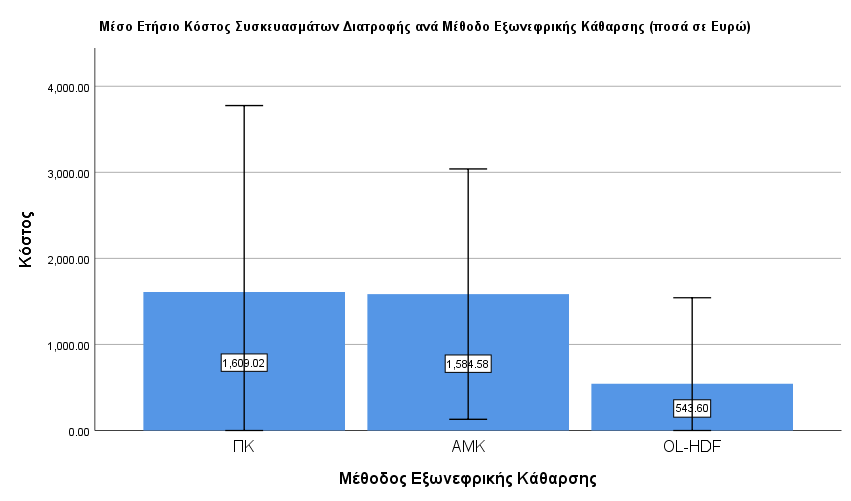 Μέσο Ετήσιο Κόστος Συσκευασμάτων Διατροφής ανά Μέθοδο Εξωνεφρικής Κάθαρσης (ποσά σε Ευρώ)
4,000.00
3,000.00
2,000.00
1,000.00
0.00
Κόστος
1,609.02
1,584.58
543.60
ΠΚ
ΑΜΚ
OL-HDF
Μέθοδος Εξωνεφρικής Κάθαρσης